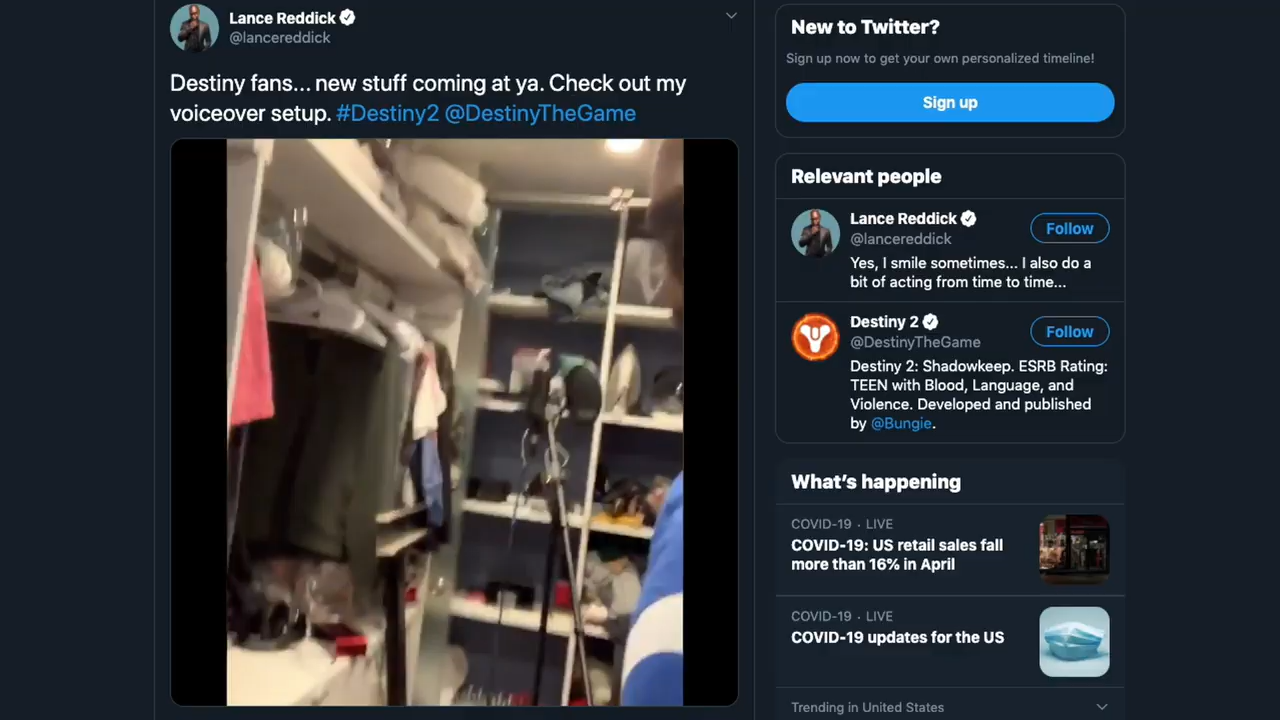 Lance Reddick
@lancereddick
Destiny fans... new stuff coming at ya. Check out my
voiceover setup. #Destiny2 @DestinyTheGame
New to Twitter?
Sign up now to get your own personalized timeline!
Sign up
Relevant people
Lance Reddick
Follow
@lancereddick
Yes, I smile sometimes... I also do a
bit of acting from time to time...
Destiny 2
Follow
@DestinyTheGame
Destiny 2: Shadowkeep. ESRB Rating:
TEEN with Blood, Language, and
Violence. Developed and published
by @Bungie.
What's happening
COVID-19 · LIVE
COVID-19: US retail sales fall
more than 16% in April
COVID-19 · LIVE
COVID-19 updates for the US
Trending in United States